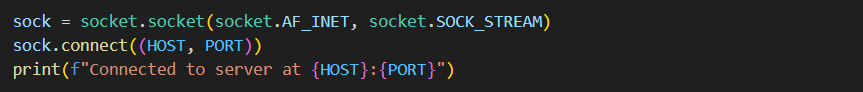 sock = socket.socket(socket.AF_INET, socket.SOCK_STREAM)
sock.connect((HOST, PORT))
print(f"Connected to server at {HOST}:{PORT}")